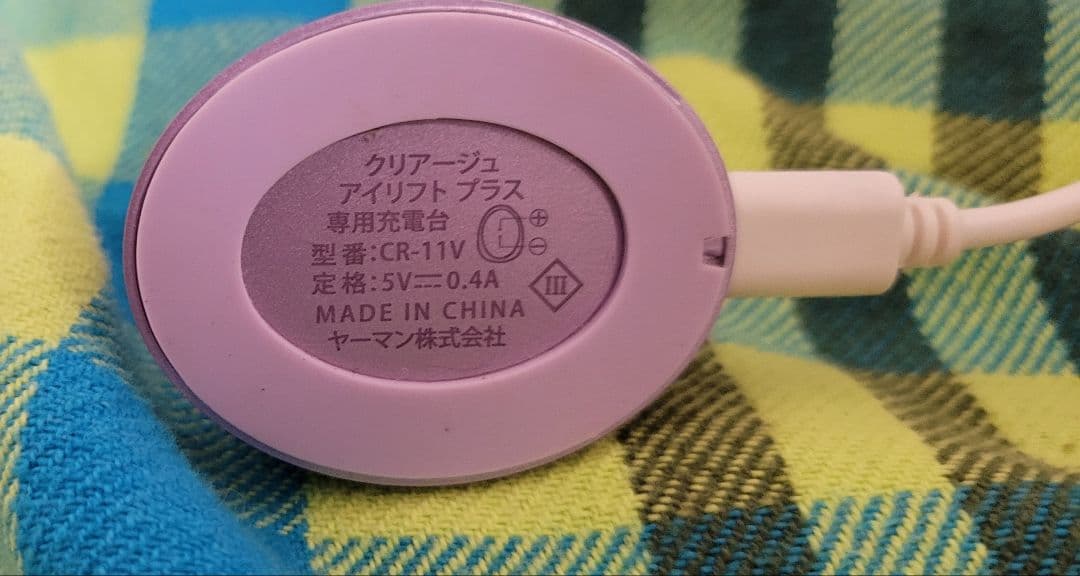 クリアージュ
アイリフト プラス
専用充電台
型番:CR-11V
定格:5V⎓0.4A
MADE IN CHINA
ヤーマン株式会社
⊕
⊖
III